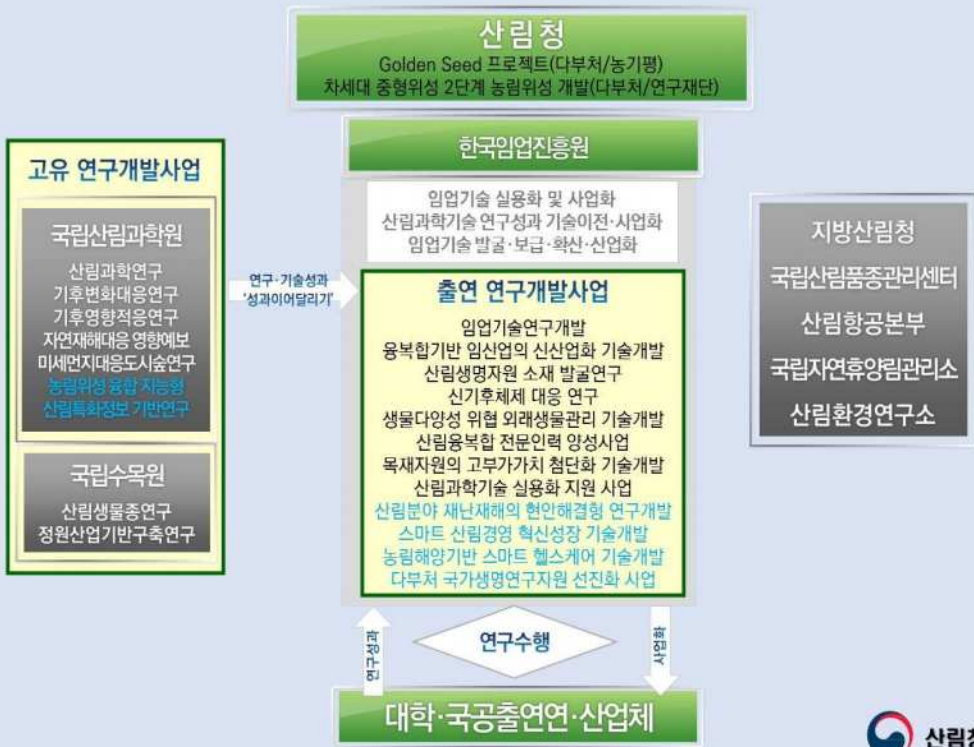 산림청
Golden Seed 프로젝트(다부처/농기평)
차세대 중형위성 2단계 농림위성 개발(다부처/연구재단)
한국임업진흥원
임업기술 실용화 및 사업화
산림과학기술 연구성과 기술이전·사업화
임업기술 발굴·보급·확산·산업화
고유 연구개발사업
국립산림과학원
산림과학연구
기후변화대응연구
기후영향적응연구
자연재해대응 영향예보
미세먼지대응도시숲연구
농림위성 융합 지능형
산림특화정보 기반연구
국립수목원
산림생물종연구
정원산업기반구축연구
연구·기술성과
'성과이어달리기'
출연 연구개발사업
임업기술연구개발
융복합기반 임산업의 신산업화 기술개발
산림생명자원 소재 발굴연구
신기후체제 대응 연구
생물다양성 위협 외래생물관리 기술개발
산림융복합 전문인력 양성사업
목재자원의 고부가가치 첨단화 기술개발
산림과학기술 실용화 지원 사업
산림분야 재난재해의 현안해결형 연구개발
스마트 산림경영 혁신성장 기술개발
농림해양기반 스마트 헬스케어 기술개발
다부처 국가생명연구자원 선진화 사업
지방산림청
국립산림품종관리센터
산림항공본부
국립자연휴양림관리소
산림환경연구소
연구성과
연구수행
사업화
대학·국공출연연·산업체
산림청